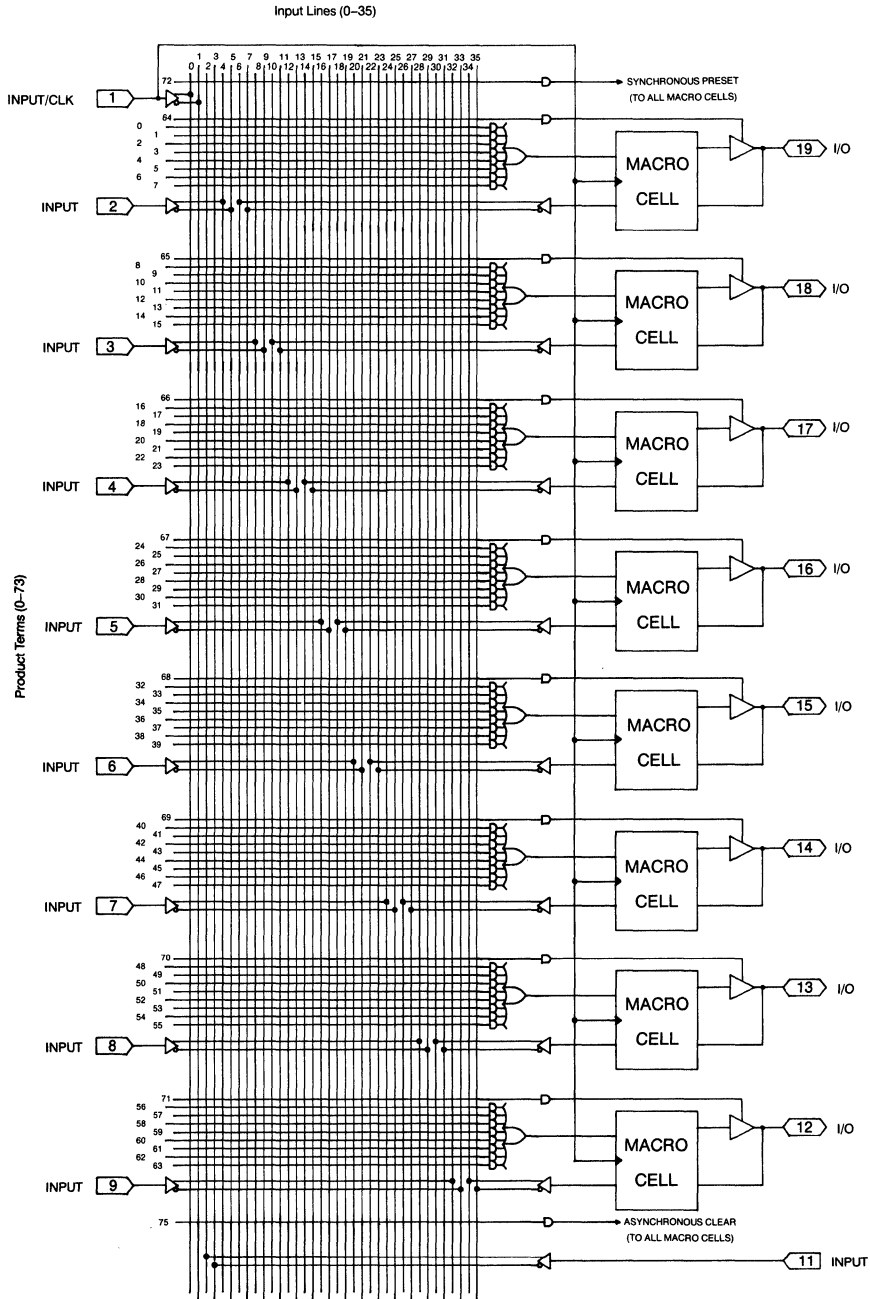 Input Lines (0–35)
1 3 5 7 9 11 13 15 17 19 21 23 25 27 29 31 33 35
0 2 4 6 8 10 12 14 16 18 20 22 24 26 28 30 32 34
72
SYNCHRONOUS PRESET
(TO ALL MACRO CELLS)
INPUT/CLK 1
64
0
1
2
3
4
5
6
7
MACRO
CELL
19 I/O
INPUT 2
65
8
9
10
11
12
13
14
15
MACRO
CELL
18 I/O
INPUT 3
66
16
17
18
19
20
21
22
23
MACRO
CELL
17 I/O
INPUT 4
67
24
25
26
27
28
29
30
31
MACRO
CELL
16 I/O
Product Terms (0–73)
INPUT 5
68
32
33
34
35
36
37
38
39
MACRO
CELL
15 I/O
INPUT 6
69
40
41
42
43
44
45
46
47
MACRO
CELL
14 I/O
INPUT 7
70
48
49
50
51
52
53
54
55
MACRO
CELL
13 I/O
INPUT 8
71
56
57
58
59
60
61
62
63
MACRO
CELL
12 I/O
INPUT 9
75
ASYNCHRONOUS CLEAR
(TO ALL MACRO CELLS)
11 INPUT